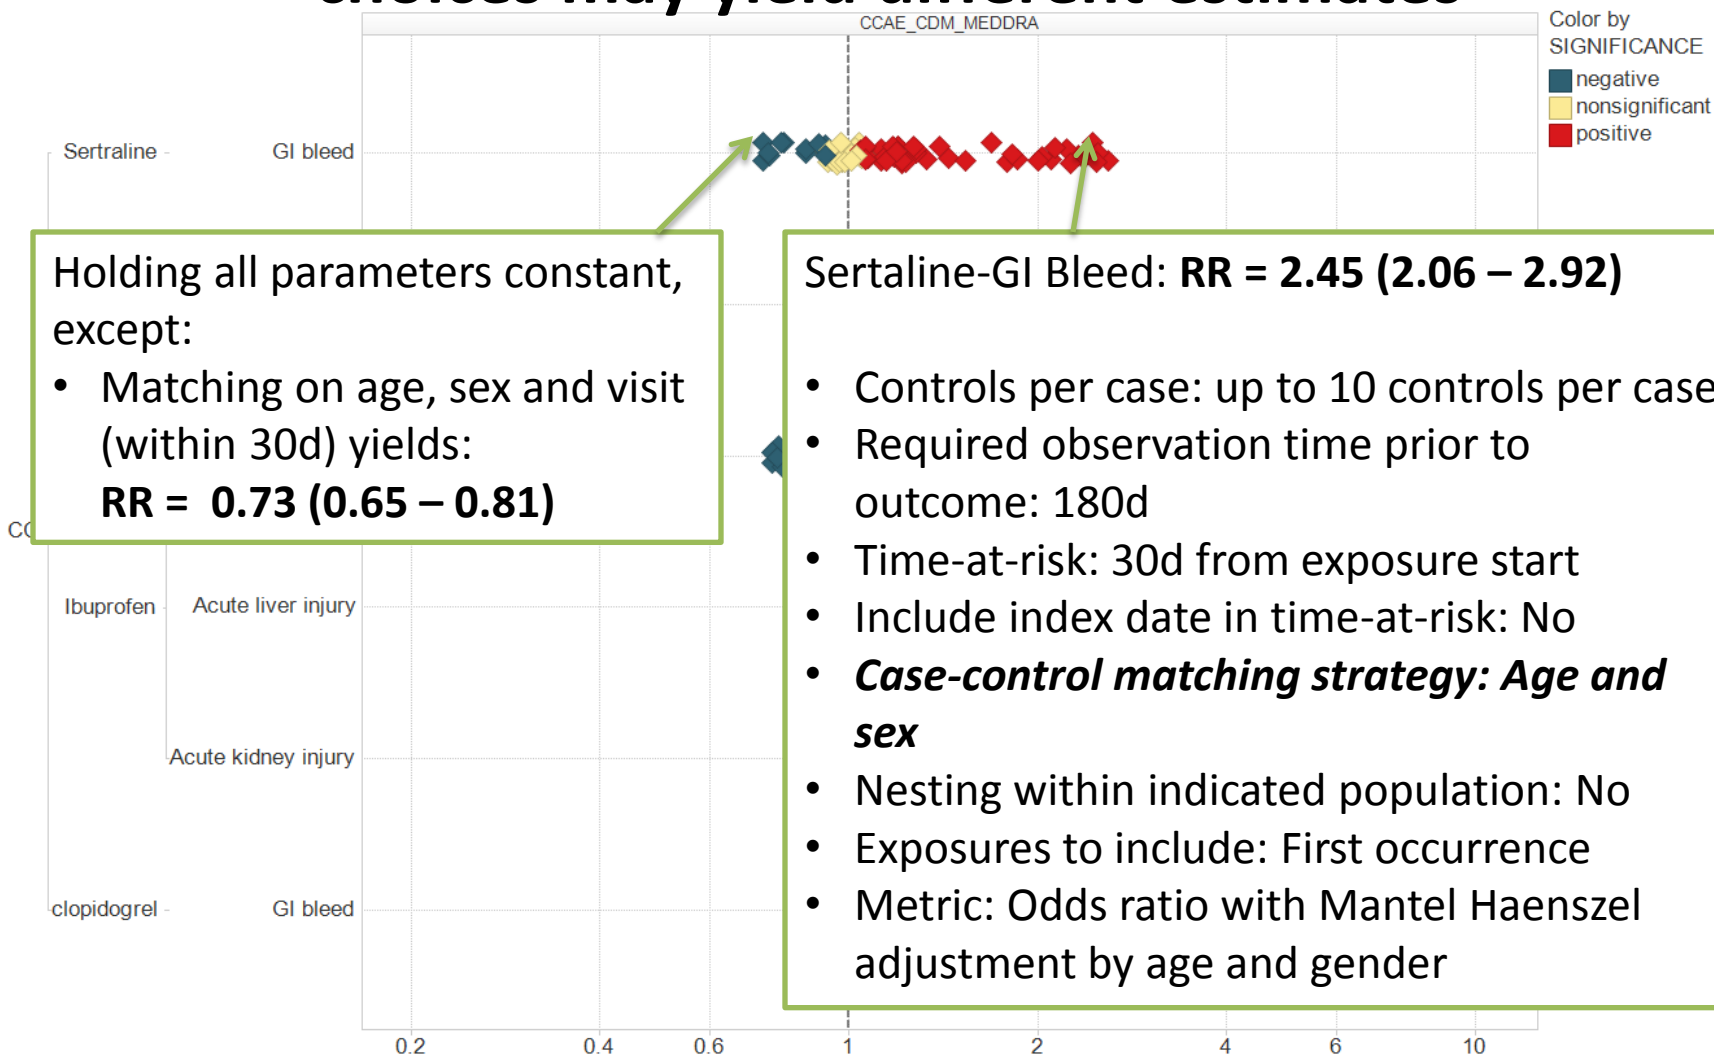 choices may yield different estimates
CCAE_CDM_MEDDRA
Color by
SIGNIFICANCE
negative
nonsignificant
positive
Sertraline
GI bleed
Holding all parameters constant,
except:
• Matching on age, sex and visit
(within 30d) yields:
RR = 0.73 (0.65 – 0.81)
Sertaline-GI Bleed: RR = 2.45 (2.06 – 2.92)
• Controls per case: up to 10 controls per case
• Required observation time prior to
outcome: 180d
• Time-at-risk: 30d from exposure start
• Include index date in time-at-risk: No
• Case-control matching strategy: Age and
sex
• Nesting within indicated population: No
• Exposures to include: First occurrence
• Metric: Odds ratio with Mantel Haenszel
adjustment by age and gender
Ibuprofen
Acute liver injury
Acute kidney injury
clopidogrel
GI bleed
0.2 0.4 0.6 1 2 4 6 10